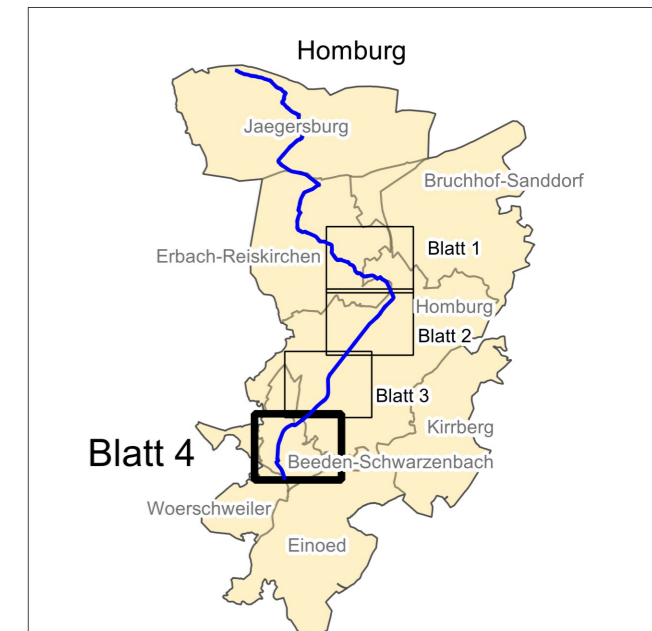 Homburg
Jaegersburg
Bruchhof-Sanddorf
Blatt 1
Erbach-Reiskirchen
Homburg
Blatt 2
Blatt 3
Kirrberg
Blatt 4
Beeden-Schwarzenbach
Woerschweiler
Einoed